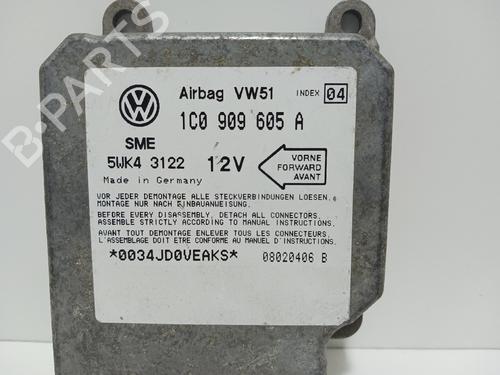 B-PARTS
Airbag VW51 INDEX 04
1C0 909 605 A
SME
5WK4 3122 12V
VORNE
FORWARD
AVANT
Made in Germany
VOR JEDER DEMONTAGE ALLE STECKVERBINDUNGEN LOESEN.
MONTAGE NUR NACH EINBAUANWEISUNG.
BEFORE EVERY DISASSEMBLY, DETACH ALL CONNECTORS.
ASSEMBLE STRICTLY ACCORDING TO MANUAL INSTRUCTIONS.
AVANT TOUT DEMONTAGE ENLEVER TOUS LES CONNECTEURS.
L'ASSEMBLAGE DOIT ETRE CONFORME AU MANUEL D'INSTRUCTIONS.
*0034JD0VEAKS* 08020406 B